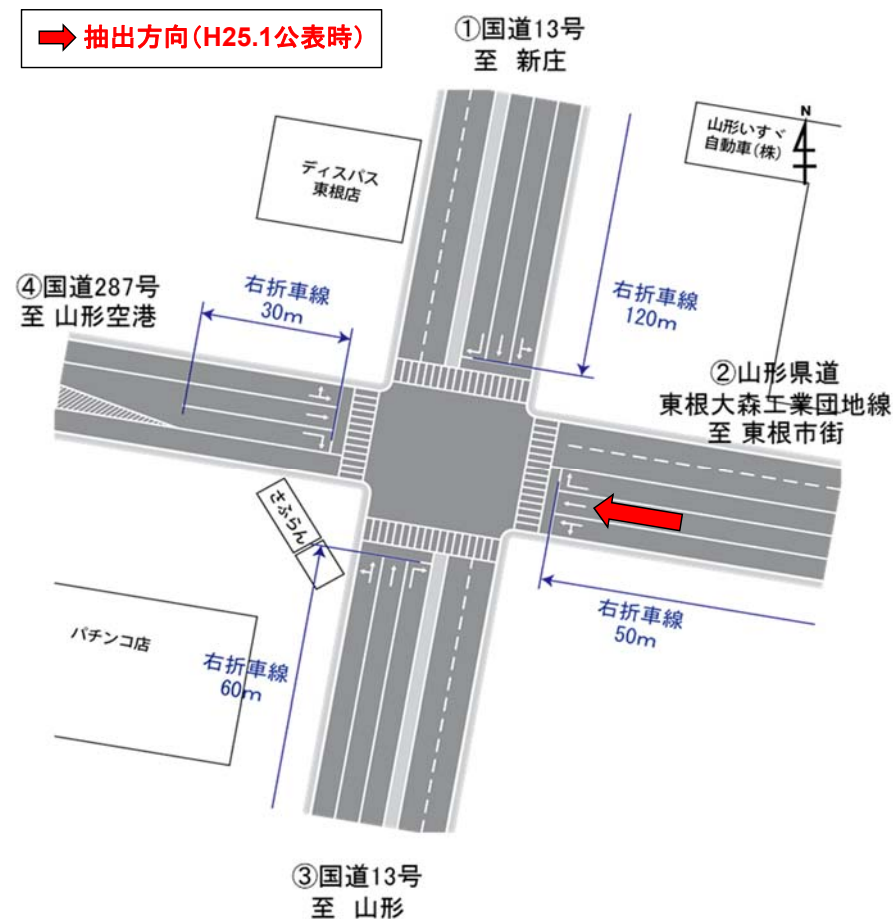 抽出方向(H25.1公表時)
①国道13号
至 新庄
N
山形いすゞ
自動車(株)
ディスパス
東根店
④国道287号
至 山形空港
右折車線
30m
右折車線
120m
②山形県道
東根大森工業団地線
至 東根市街
さふらん
右折車線
50m
パチンコ店
右折車線
60m
③国道13号
至 山形